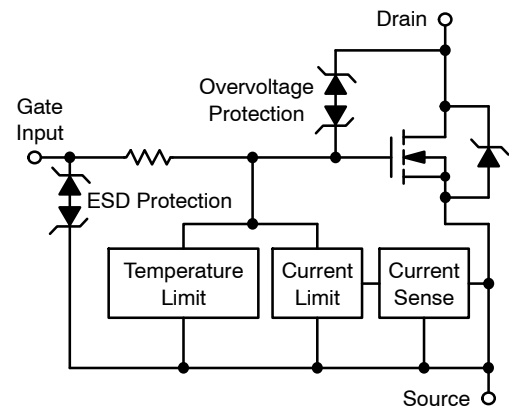 Drain
Overvoltage
Protection
Gate
Input
ESD Protection
Temperature
Limit
Current
Limit
Current
Sense
Source